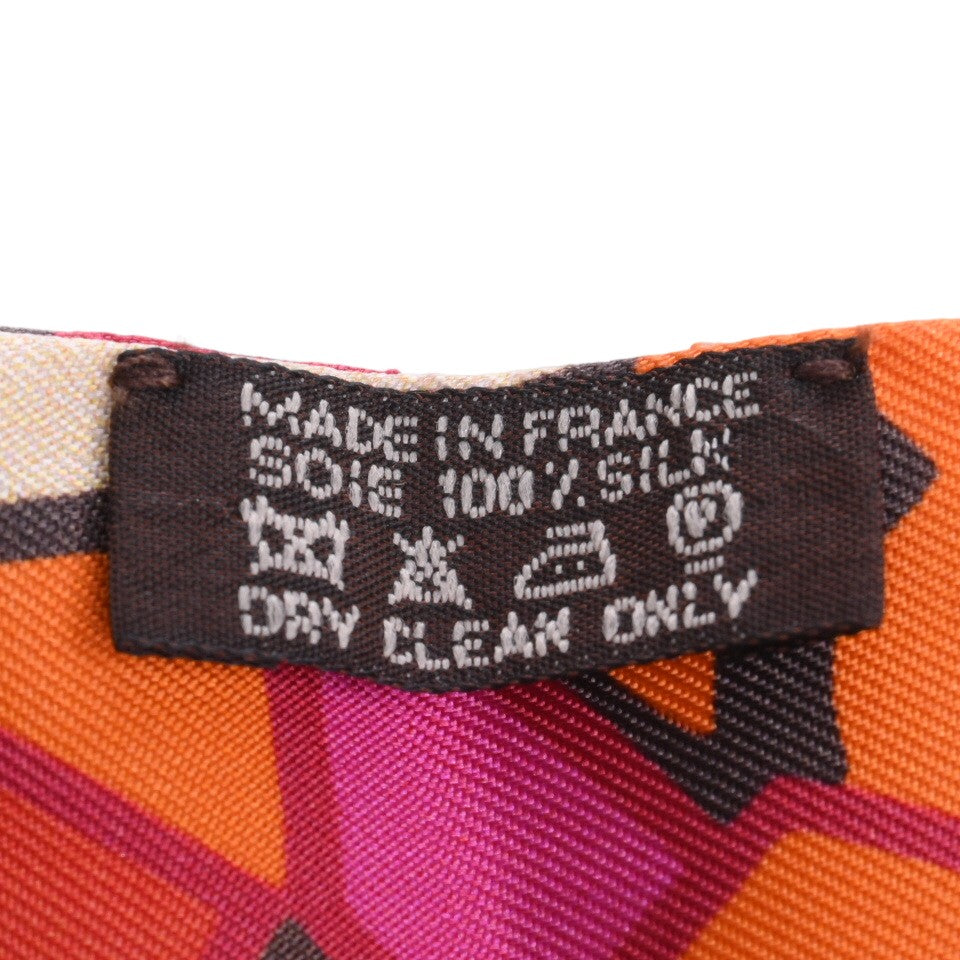 MADE IN FRANCE
SOIE 100% SILK
DRY CLEAN ONLY